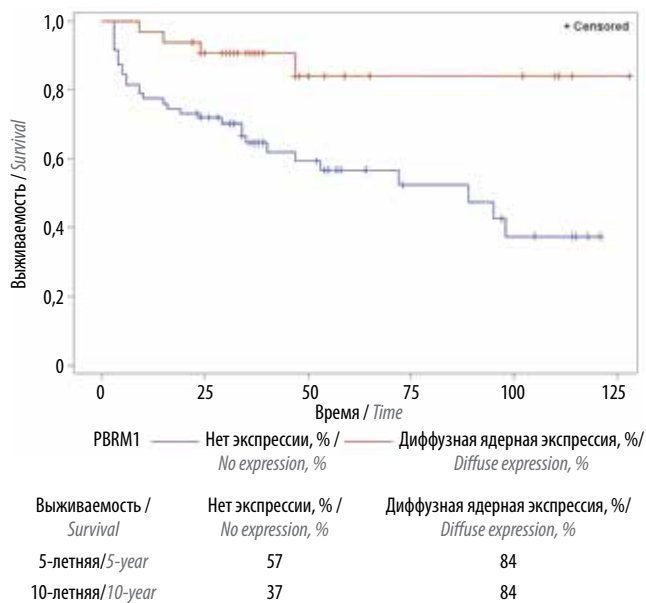 1,0
+ Censored
0,8
0,6
0,4
0,2
0
Выживаемость / Survival
0 25 50 75 100 125
Время / Time
PBRM1 Нет экспрессии, % / Диффузная ядерная экспрессия, %/
No expression, % Diffuse expression, %
Выживаемость / Нет экспрессии, % / Диффузная ядерная экспрессия, %/
Survival No expression, % Diffuse expression, %
5-летняя/5-year 57 84
10-летняя/10-year 37 84